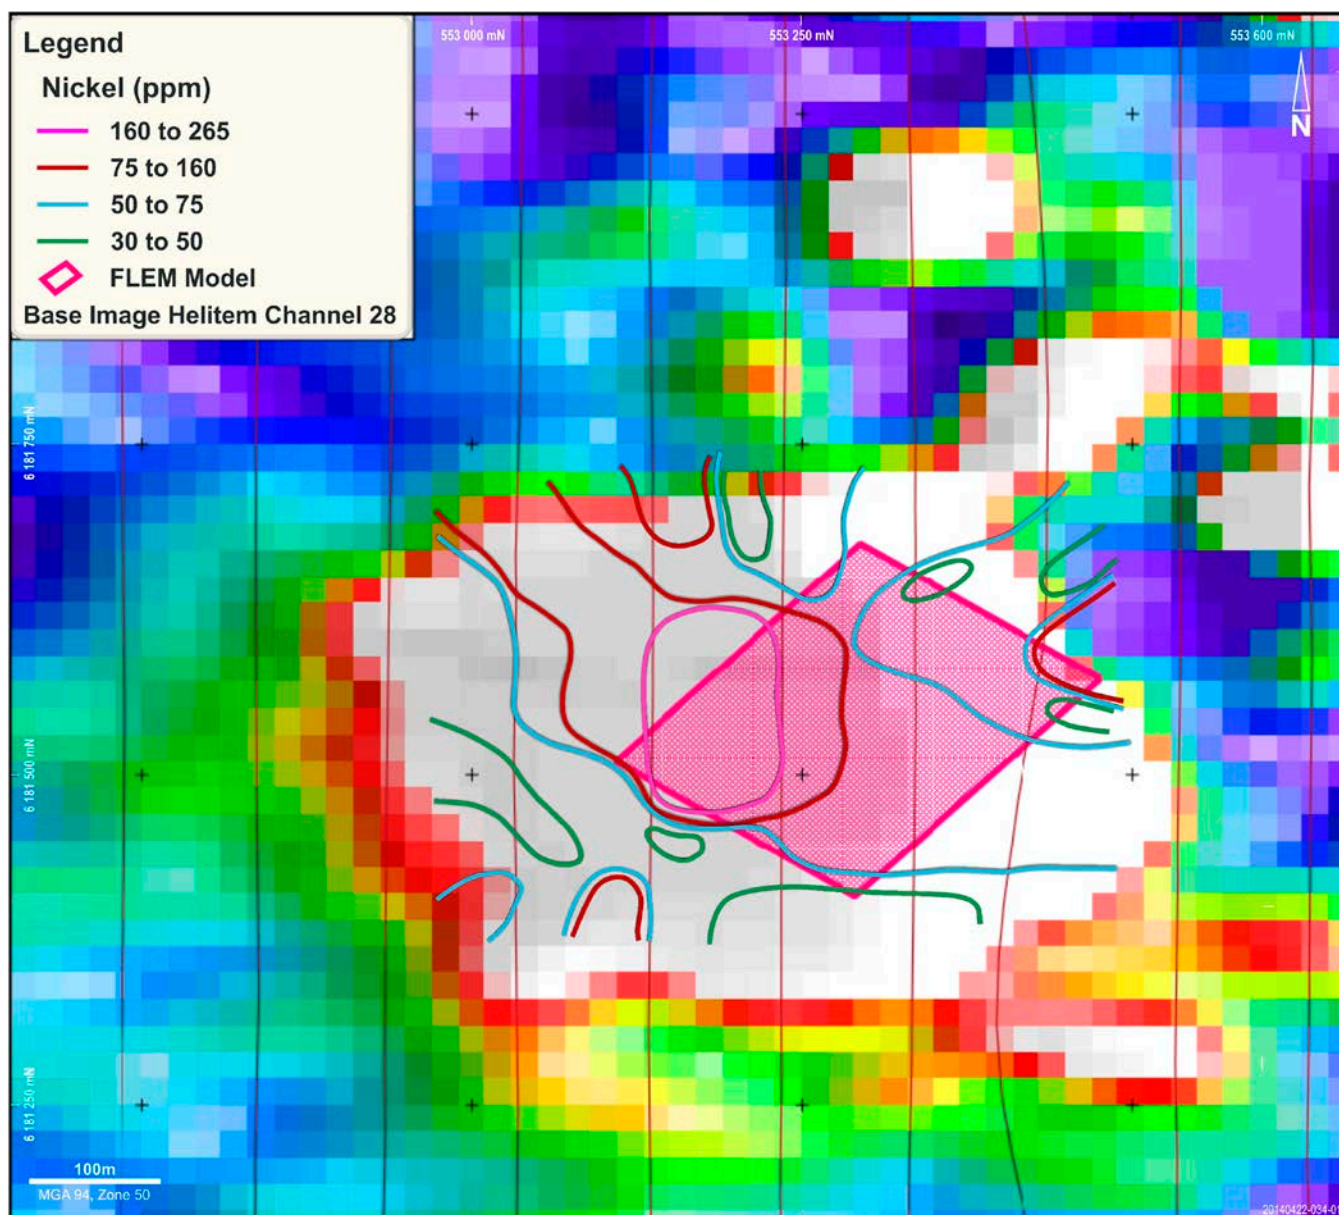 553 000 mN
553 250 mN
553 600 mN
Legend
Nickel (ppm)
160 to 265
75 to 160
50 to 75
30 to 50
FLEM Model
Base Image Helitem Channel 28
N
6 181 750 mN
6 181 500 mN
6 181 250 mN
100m
MGA 94, Zone 50